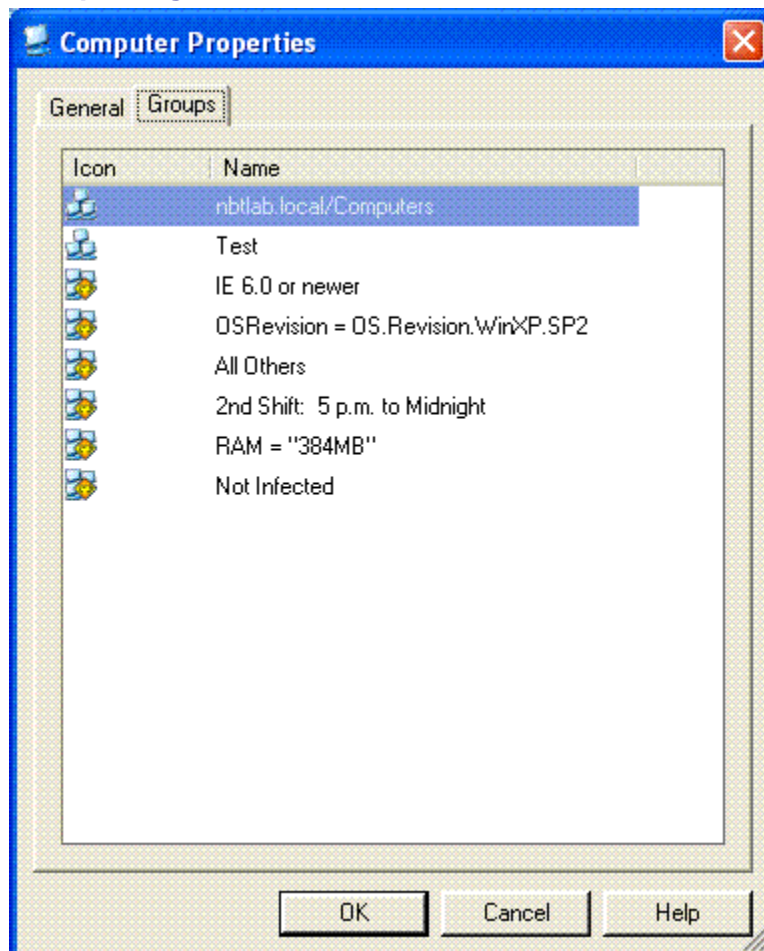 Computer Properties
General Groups
Icon Name
nbtlab.local/Computers
Test
IE 6.0 or newer
OSRevision = OS.Revision.WinXP.SP2
All Others
2nd Shift: 5 p.m. to Midnight
RAM = "384MB"
Not Infected
OK Cancel Help